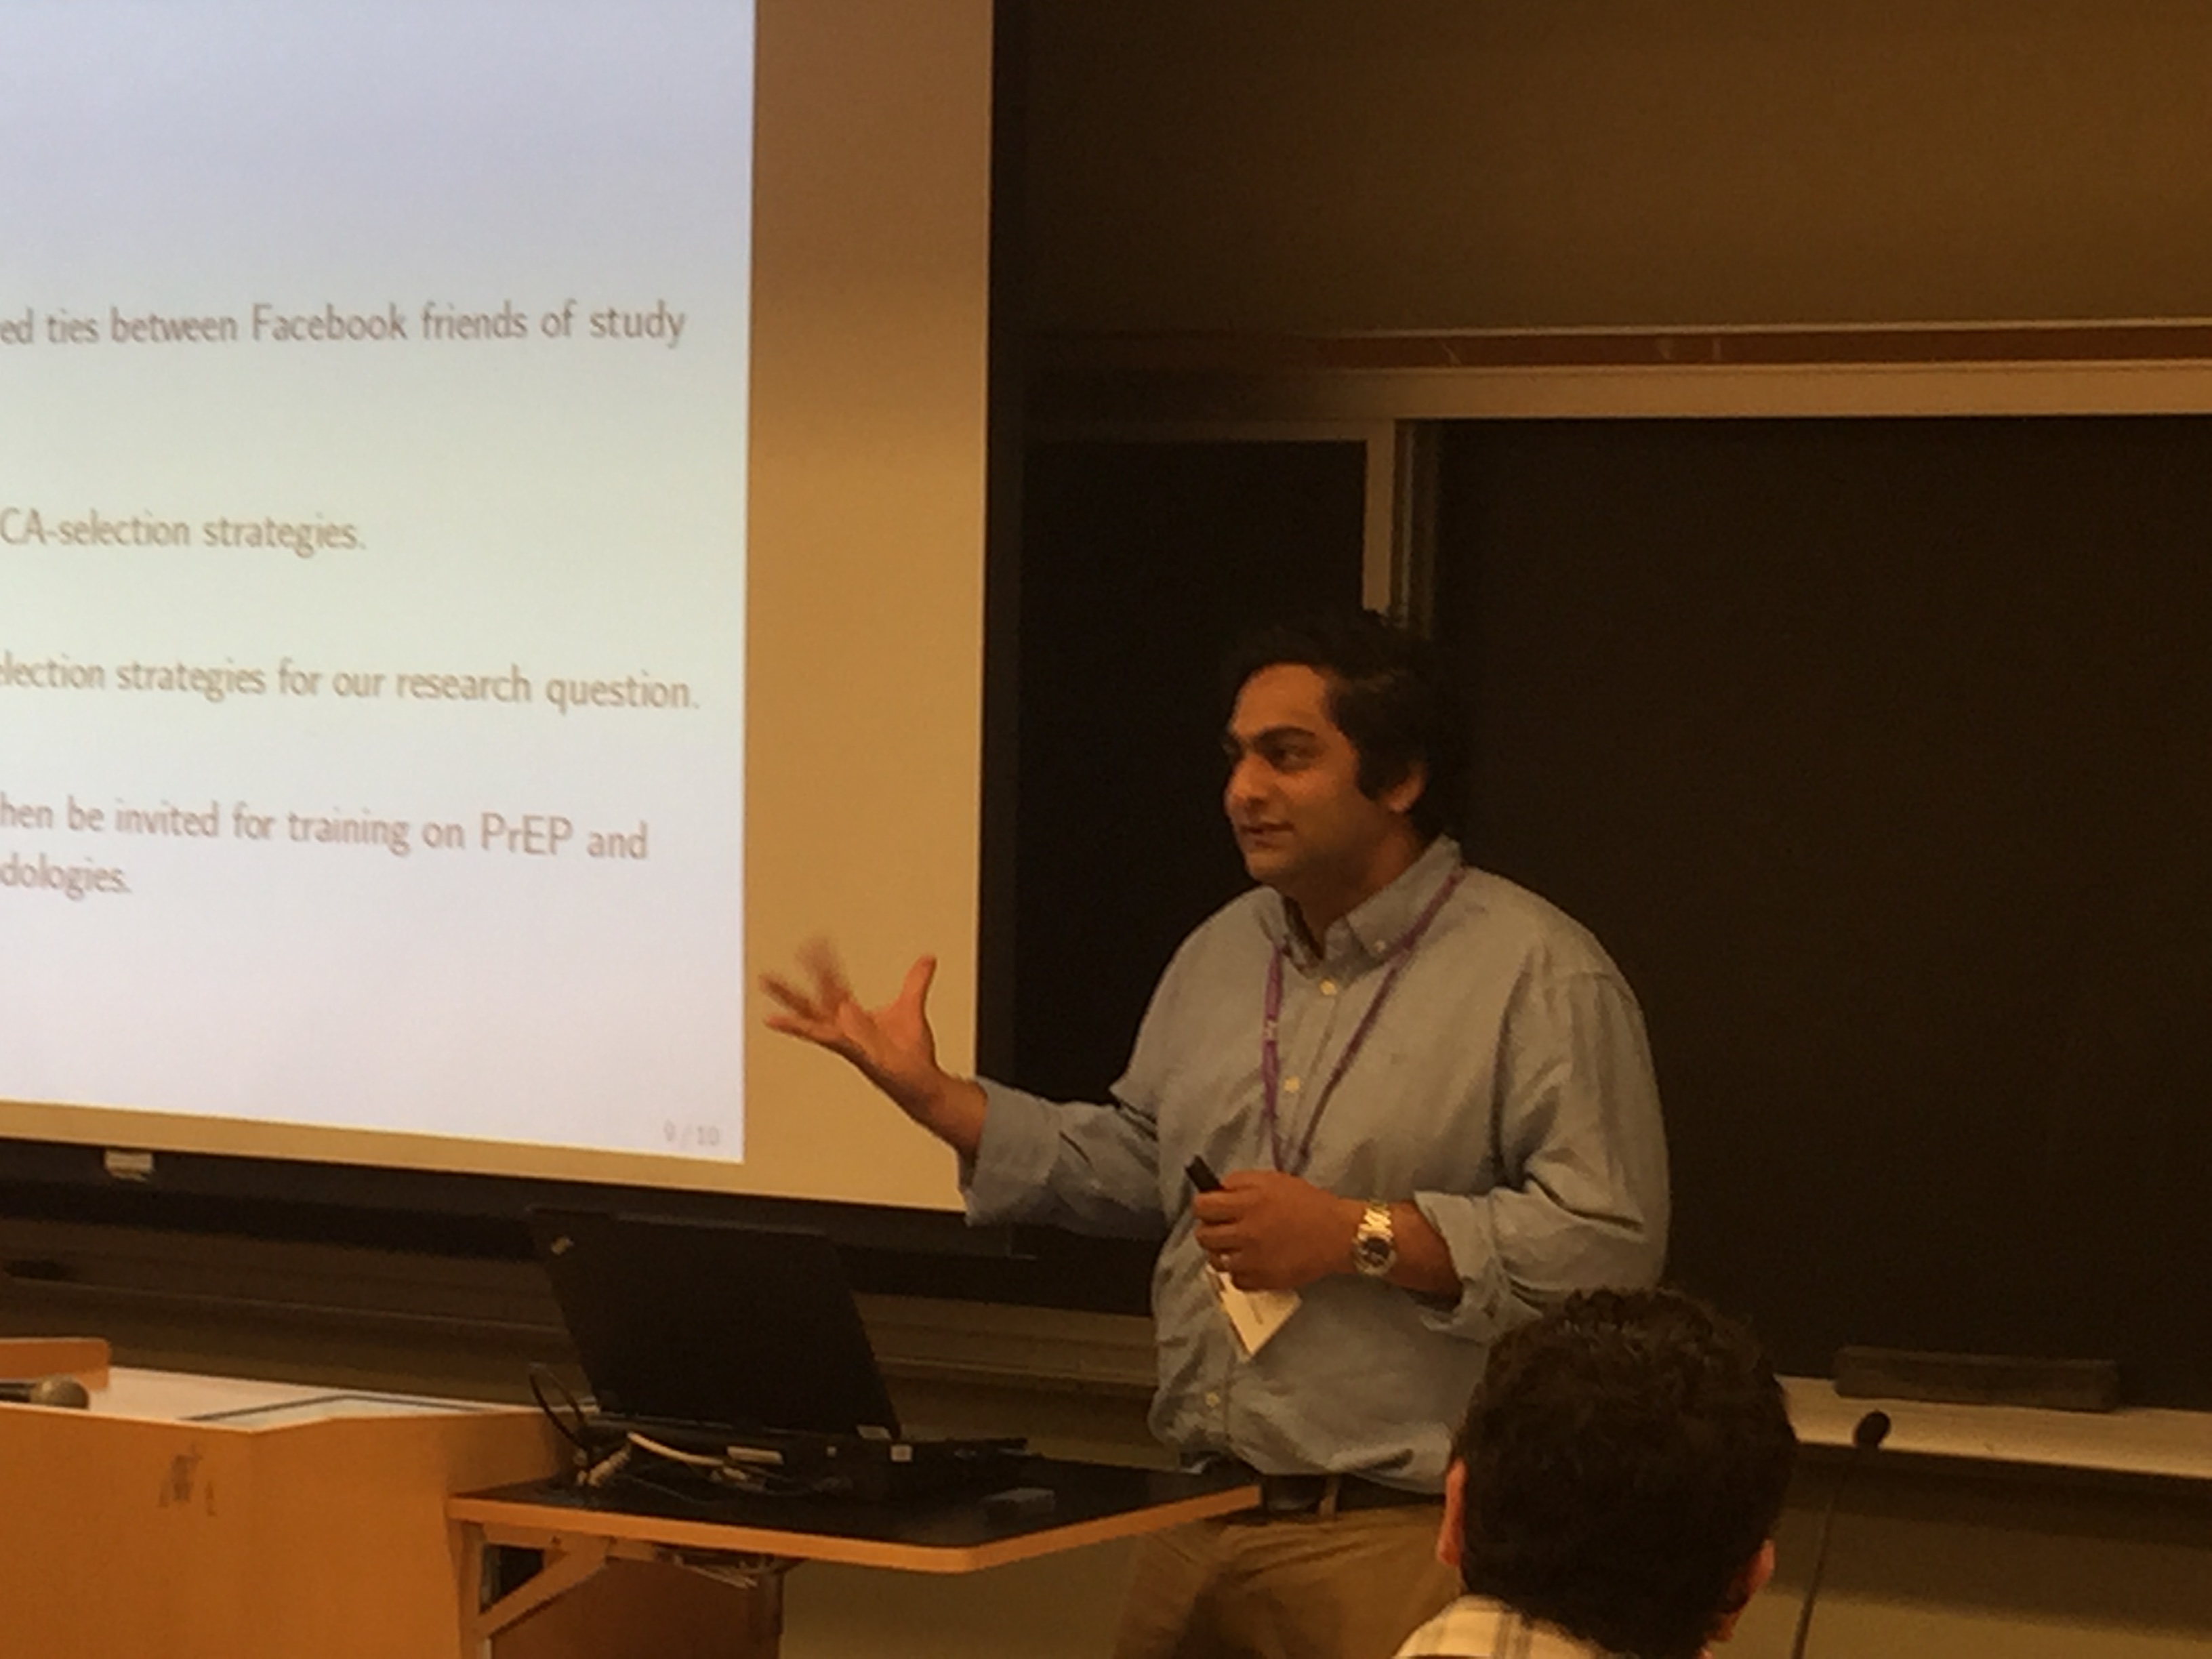 ed ties between Facebook friends of study
CA-selection strategies.
election strategies for our research question.
hen be invited for training on PrEP and
dologies.
9 / 10